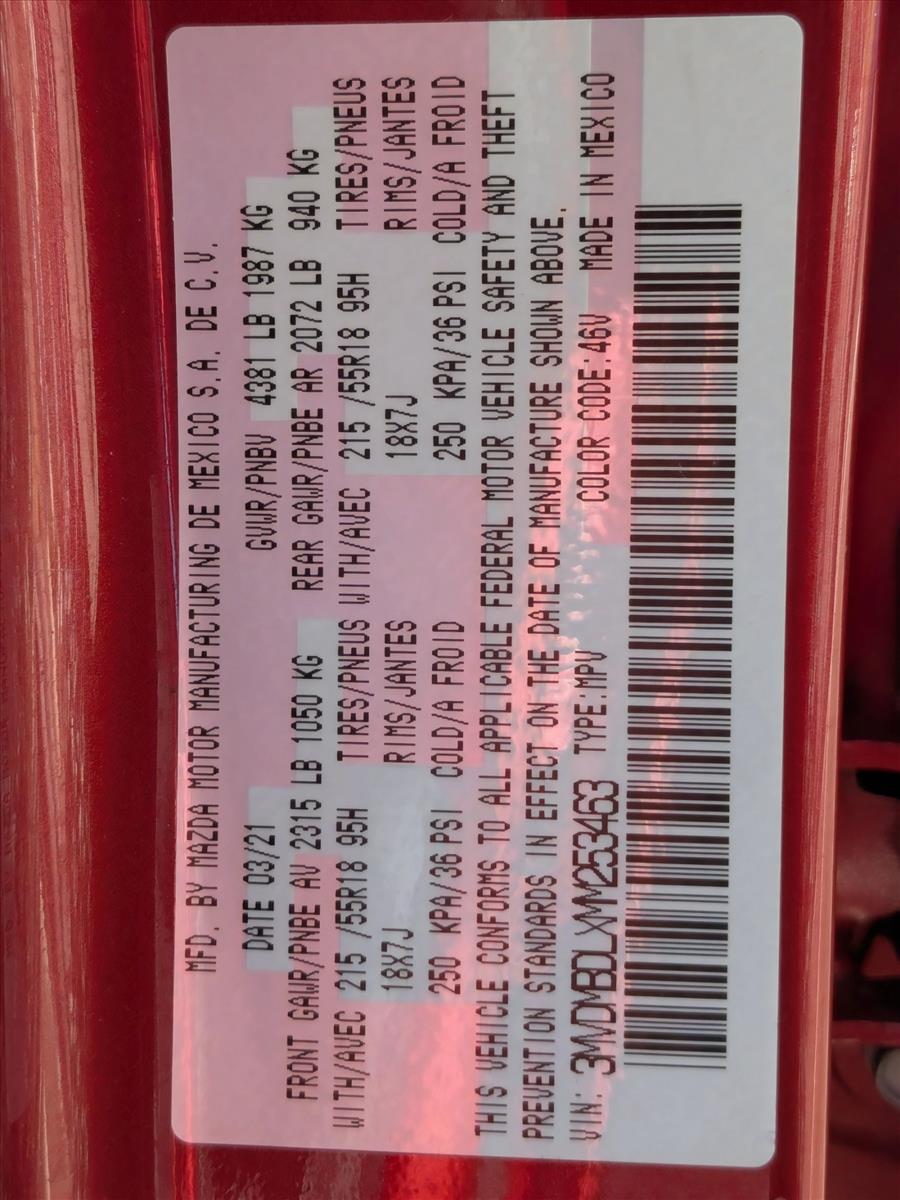 MFD. BY MAZDA MOTOR MANUFACTURING DE MEXICO S.A. DE C.V.
DATE 03/21 GVWR/PNBV 4381 LB 1987 KG
FRONT GAWR/PNBE AV 2315 LB 1050 KG REAR GAWR/PNBE AR 2072 LB 940 KG
WITH/AVEC 215 /55R18 95H TIRES/PNEUS WITH/AVEC 215 /55R18 95H TIRES/PNEUS
18X7J RIMS/JANTES 18X7J RIMS/JANTES
250 KPA/36 PSI COLD/A FROID 250 KPA/36 PSI COLD/A FROID
THIS VEHICLE CONFORMS TO ALL APPLICABLE FEDERAL MOTOR VEHICLE SAFETY AND THEFT
PREVENTION STANDARDS IN EFFECT ON THE DATE OF MANUFACTURE SHOWN ABOVE.
VIN: 3MVDMBDLXMM253463 TYPE:MPV COLOR CODE:46V MADE IN MEXICO